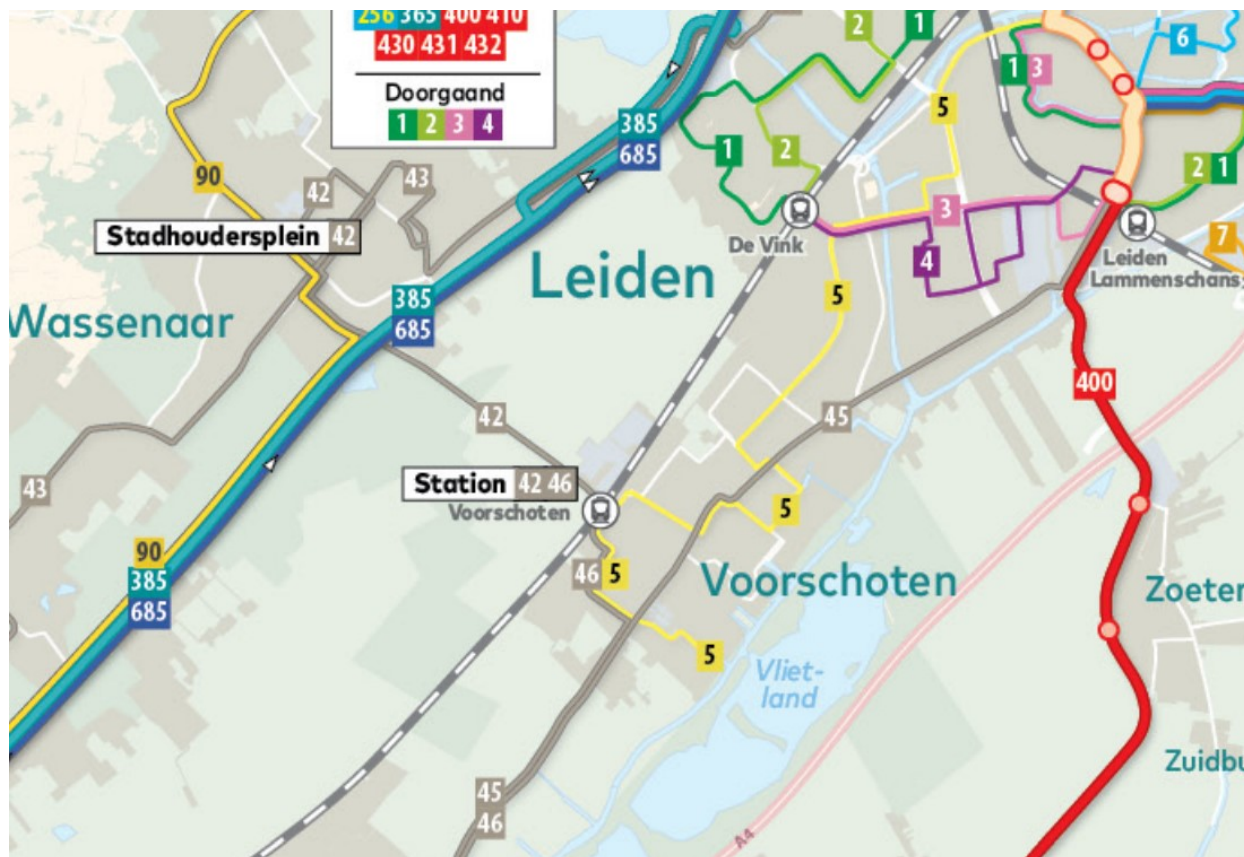 256 365 400 410
430 431 432
Doorgaand
1 2 3 4
2
1
6
1 3
5
385
685
90
42
43
1
2
2 1
Stadhoudersplein 42
3
De Vink
4
Leiden
Lammenschans
7
Leiden
5
385
685
Wassenaar
400
42
45
43
Station 42 46
Voorschoten
5
90
385
685
46 5
Voorschoten
Zoeter
5
Vliet-
land
Zuidbu
45
46
A4